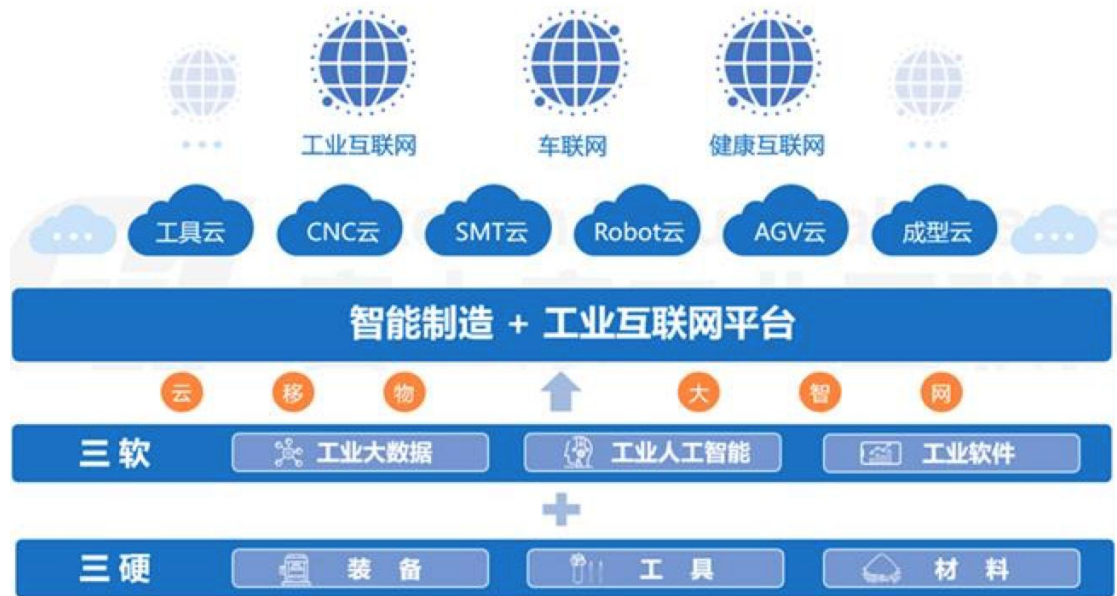 工业互联网 车联网 健康互联网
工具云 CNC云 SMT云 Robot云 AGV云 成型云
智能制造 + 工业互联网平台
云 移 物 大 智 网
三软 工业大数据 工业人工智能 工业软件
三硬 装备 工具 材料